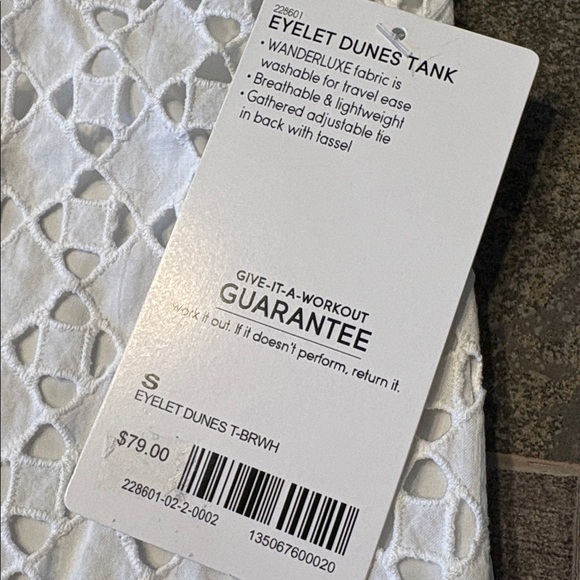 228601
EYELET DUNES TANK
• WANDERLUXE fabric is
washable for travel ease
• Breathable & lightweight
• Gathered adjustable tie
in back with tassel
GIVE-IT-A-WORKOUT
GUARANTEE
work it out. If it doesn't perform, return it.
S
EYELET DUNES T-BRWH
$79.00
228601-02-2-0002
135067600020